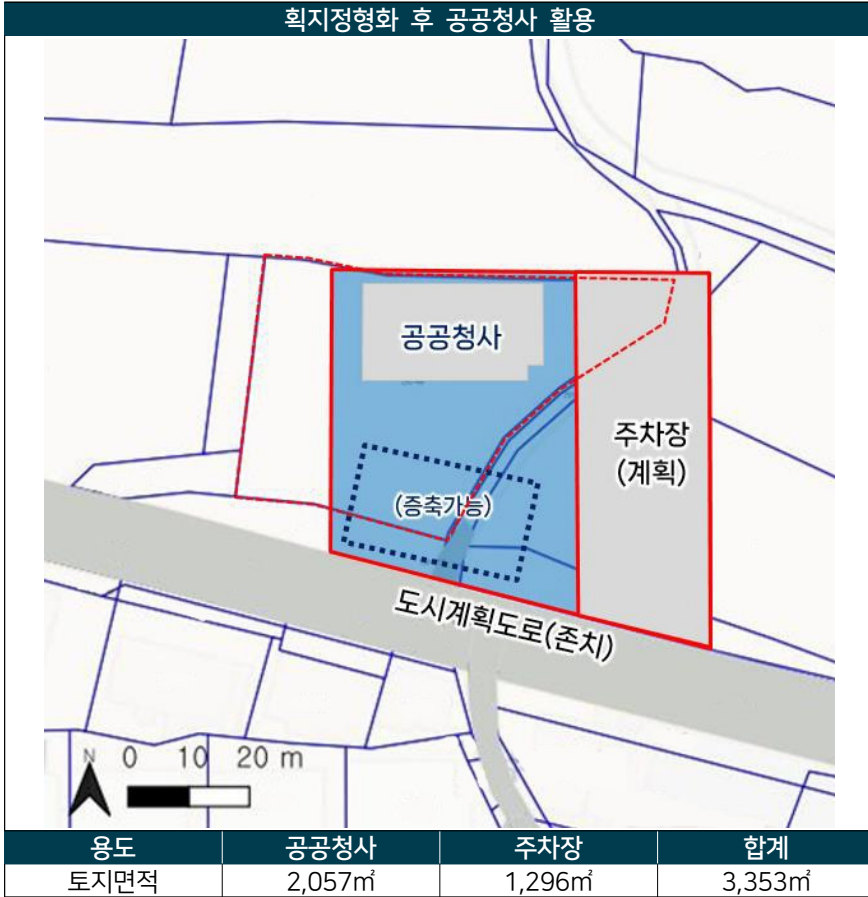 획지정형화 후 공공청사 활용
공공청사
주차장
(계획)
(증축가능)
도시계획도로(존치)
N 0 10 20 m
용도 공공청사 주차장 합계
토지면적 2,057㎡ 1,296㎡ 3,353㎡